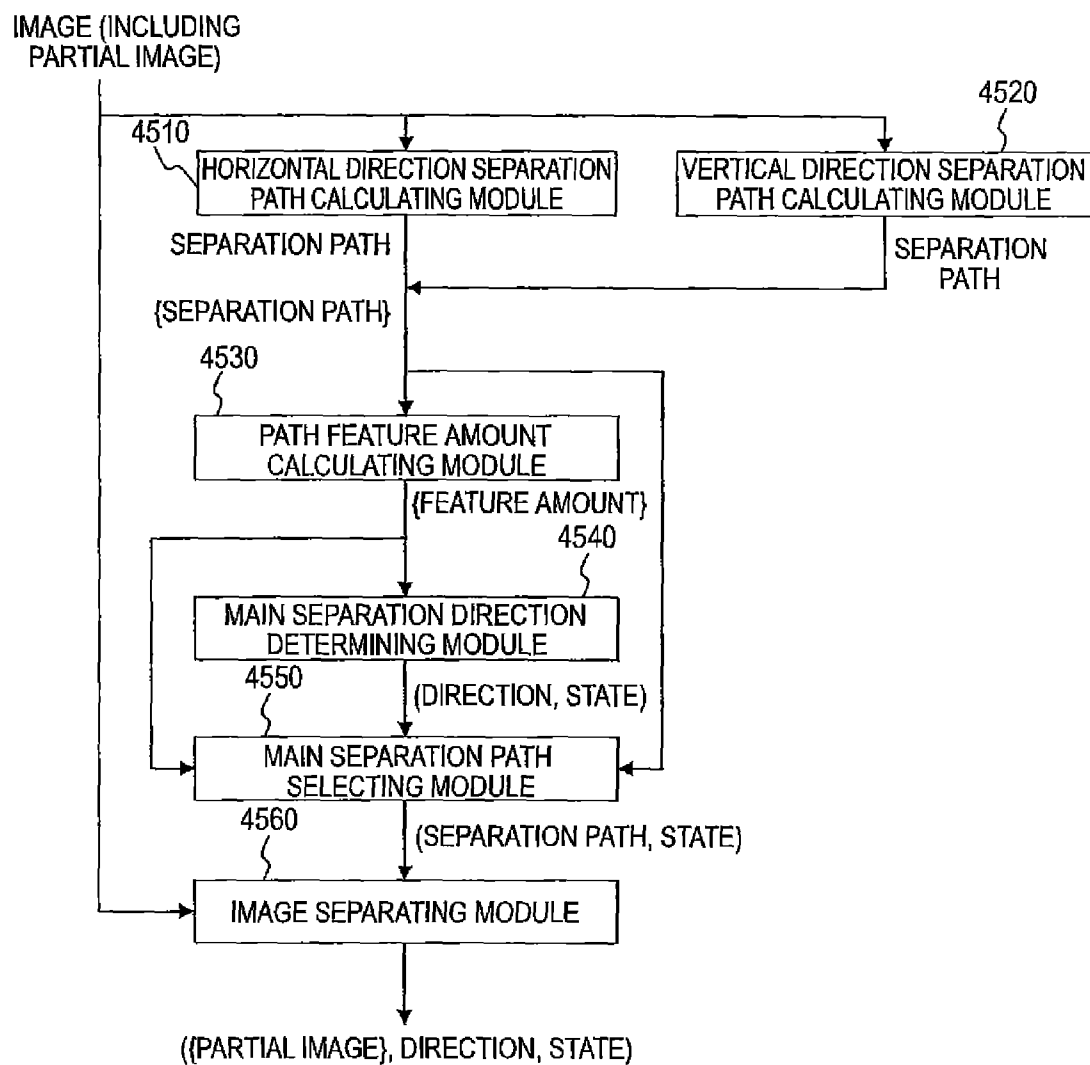 IMAGE (INCLUDING
PARTIAL IMAGE)
4510
4520
HORIZONTAL DIRECTION SEPARATION
PATH CALCULATING MODULE
VERTICAL DIRECTION SEPARATION
PATH CALCULATING MODULE
SEPARATION PATH
SEPARATION
PATH
{SEPARATION PATH}
4530
PATH FEATURE AMOUNT
CALCULATING MODULE
{FEATURE AMOUNT}
4540
MAIN SEPARATION DIRECTION
DETERMINING MODULE
4550
(DIRECTION, STATE)
MAIN SEPARATION PATH
SELECTING MODULE
4560
(SEPARATION PATH, STATE)
IMAGE SEPARATING MODULE
({PARTIAL IMAGE}, DIRECTION, STATE)